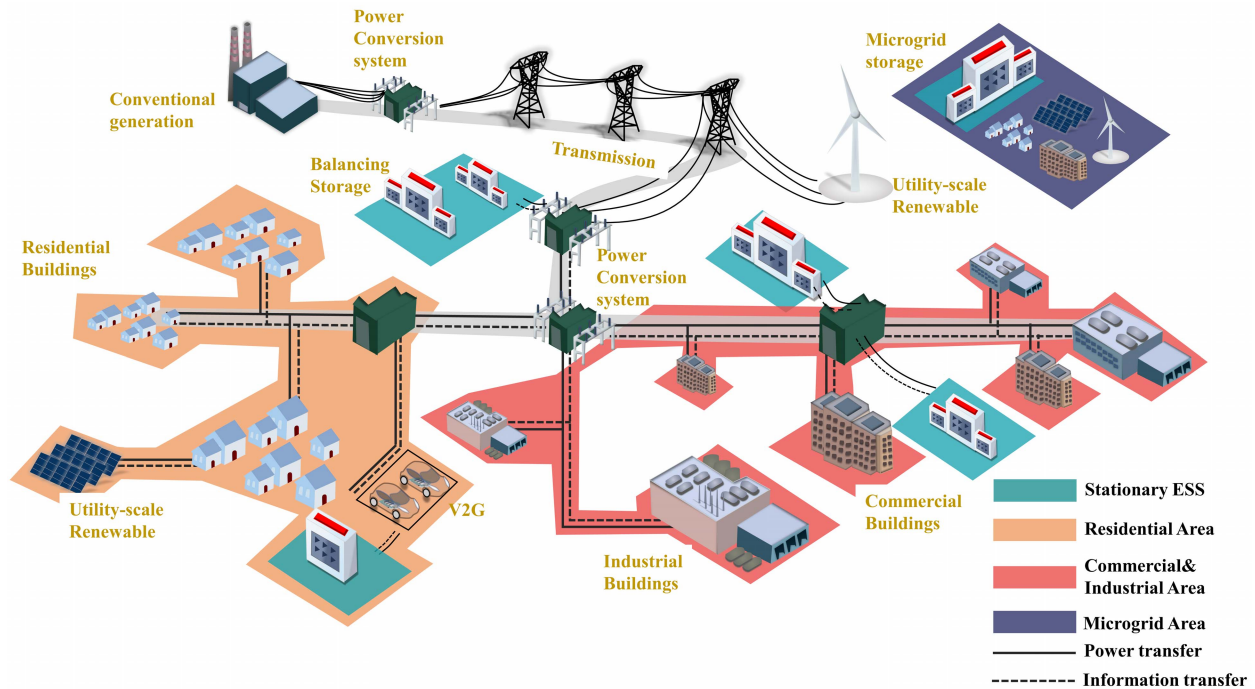 Power
Conversion
system
Conventional
generation
Transmission
Microgrid
storage
Utility-scale
Renewable
Balancing
Storage
Residential
Buildings
Power
Conversion
system
Utility-scale
Renewable
V2G
Industrial
Buildings
Commercial
Buildings
Stationary ESS
Residential Area
Commercial&
Industrial Area
Microgrid Area
Power transfer
Information transfer